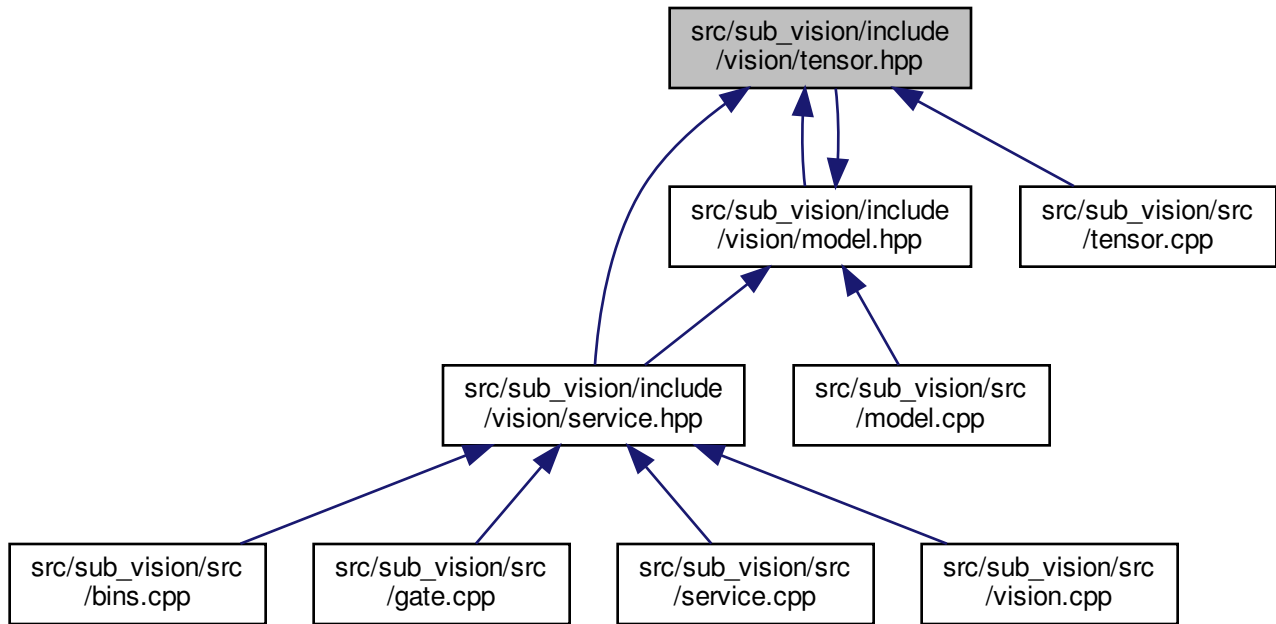 src/sub_vision/include
/vision/tensor.hpp
src/sub_vision/include
/vision/model.hpp
src/sub_vision/src
/tensor.cpp
src/sub_vision/include
/vision/service.hpp
src/sub_vision/src
/model.cpp
src/sub_vision/src
/bins.cpp
src/sub_vision/src
/gate.cpp
src/sub_vision/src
/service.cpp
src/sub_vision/src
/vision.cpp